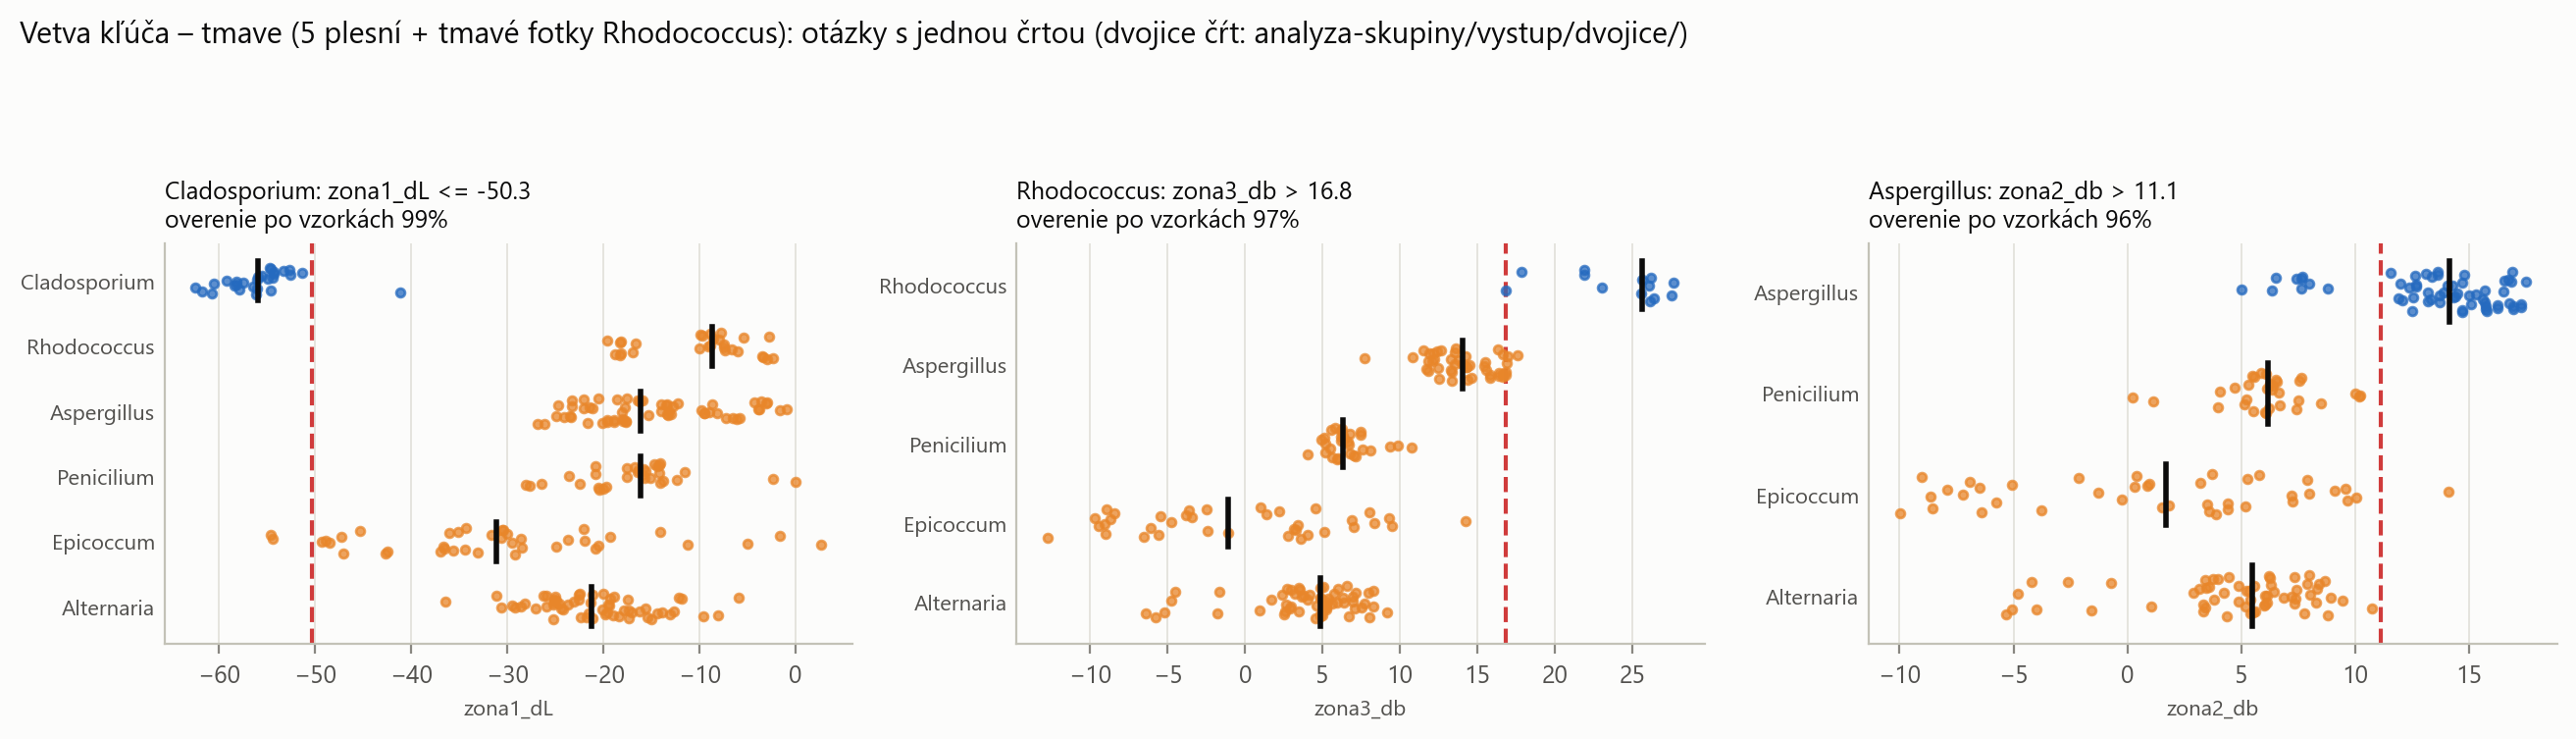 Vetva kľúča – tmave (5 plesní + tmavé fotky Rhodococcus): otázky s jednou črtou (dvojice čŕt: analyza-skupiny/vystup/dvojice/)
Cladosporium: zona1_dL <= -50.3
overenie po vzorkách 99%
Cladosporium
Rhodococcus
Aspergillus
Penicilium
Epicoccum
Alternaria
−60 −50 −40 −30 −20 −10 0
zona1_dL
Rhodococcus: zona3_db > 16.8
overenie po vzorkách 97%
Rhodococcus
Aspergillus
Penicilium
Epicoccum
Alternaria
−10 −5 0 5 10 15 20 25
zona3_db
Aspergillus: zona2_db > 11.1
overenie po vzorkách 96%
Aspergillus
Penicilium
Epicoccum
Alternaria
−10 −5 0 5 10 15
zona2_db